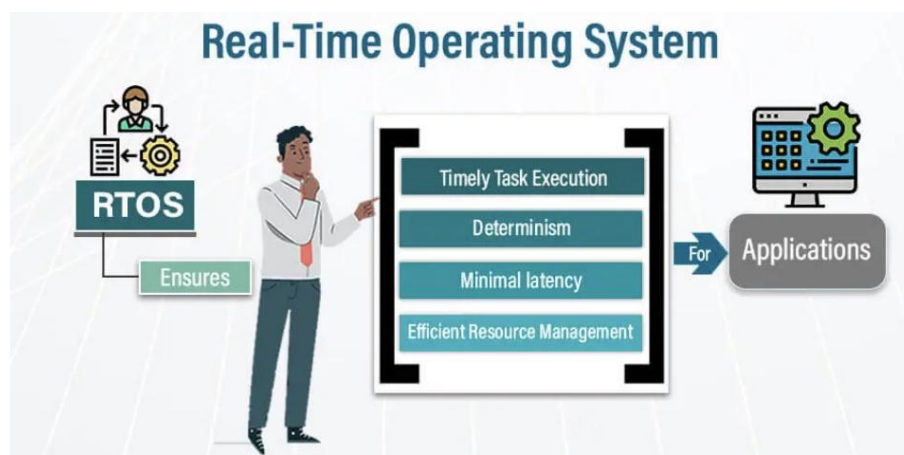 Real-Time Operating System
RTOS
Ensures
Timely Task Execution
Determinism
Minimal latency
Efficient Resource Management
For
Applications